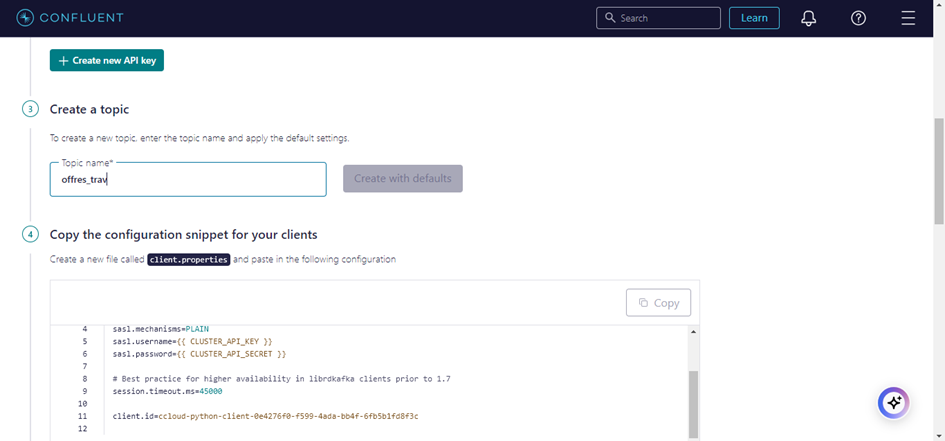 CONFLUENT
Search
Learn
+ Create new API key
3 Create a topic
To create a new topic, enter the topic name and apply the default settings.
Topic name*
offres_trav
Create with defaults
4 Copy the configuration snippet for your clients
Create a new file called client.properties and paste in the following configuration
Copy
4 sasl.mechanisms=PLAIN
5 sasl.username={{ CLUSTER_API_KEY }}
6 sasl.password={{ CLUSTER_API_SECRET }}
7
8 # Best practice for higher availability in librdkafka clients prior to 1.7
9 session.timeout.ms=45000
10
11 client.id=ccloud-python-client-0e4276f0-f599-4ada-bb4f-6fb5b1fd8f3c
12